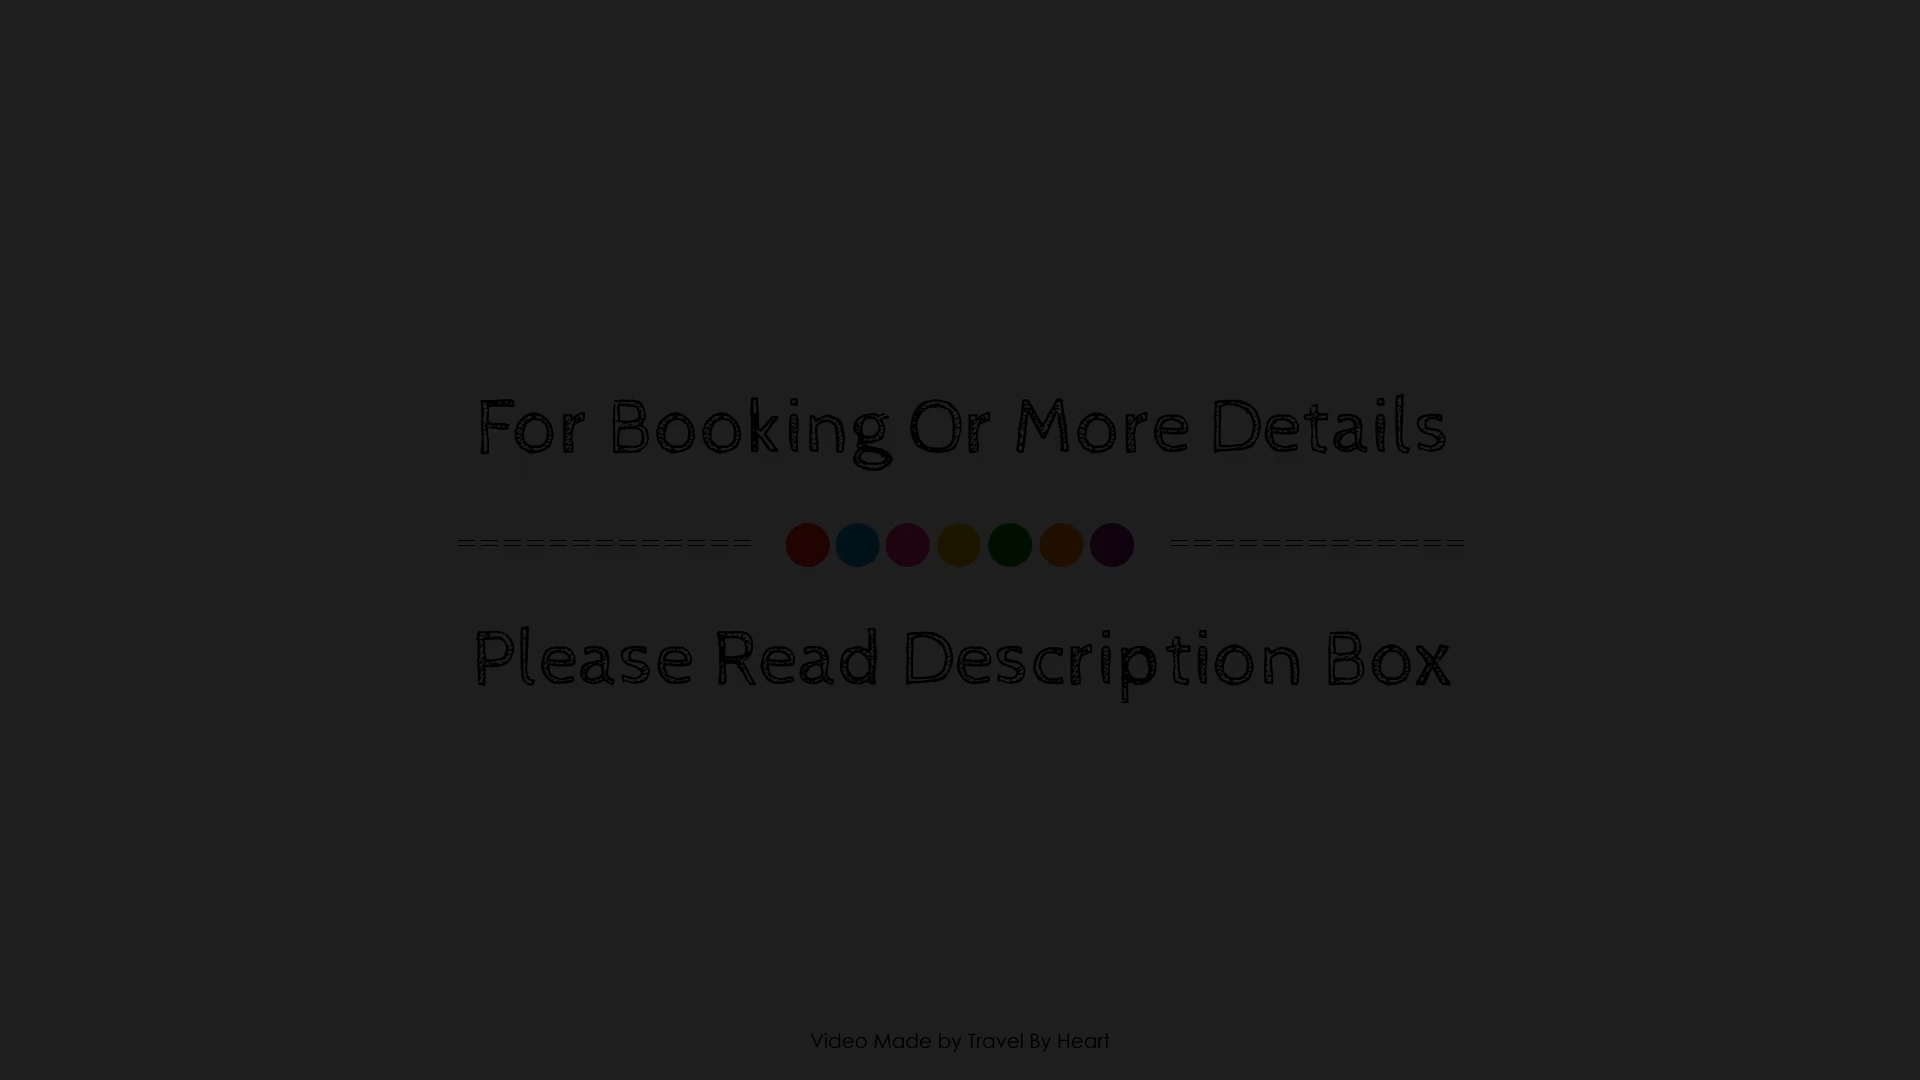 For Booking Or More Details
============= =============
Please Read Description Box
Video Made by Travel By Heart